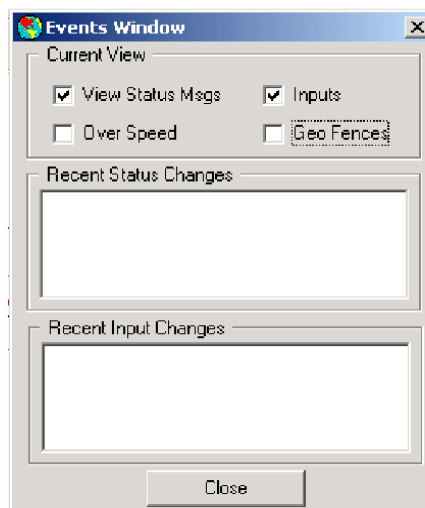 Events Window
Current View
View Status Msgs Inputs
Over Speed Geo Fences
Recent Status Changes
Recent Input Changes
Close